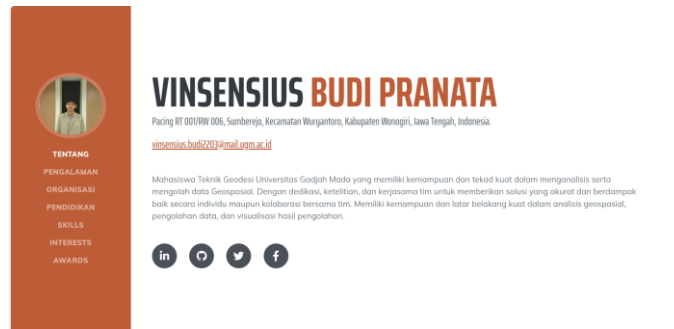 TENTANG
PENGALAMAN
ORGANISASI
PENDIDIKAN
SKILLS
INTERESTS
AWARDS
VINSENSIUS BUDI PRANATA
Pacing RT 001/RW 006, Sumberejo, Kecamatan Wuryantoro, Kabupaten Wonogiri, Jawa Tengah, Indonesia.
vinsensius.budi2203@mail.ugm.ac.id
Mahasiswa Teknik Geodesi Universitas Gadjah Mada yang memiliki kemampuan dan tekad kuat dalam menganalisis serta
mengolah data Geospasial. Dengan dedikasi, ketelitian, dan kerjasama tim untuk memberikan solusi yang akurat dan berdampak
baik secara individu maupun kolaborasi bersama tim. Memiliki kemampuan dan latar belakang kuat dalam analisis geospasial,
pengolahan data, dan visualisasi hasil pengolahan.
in
f